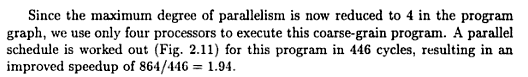 Since the maximum degree of parallelism is now reduced to 4 in the program
graph, we use only four processors to execute this coarse-grain program. A parallel
schedule is worked out (Fig. 2.11) for this program in 446 cycles, resulting in an
improved speedup of 864/446 = 1.94.